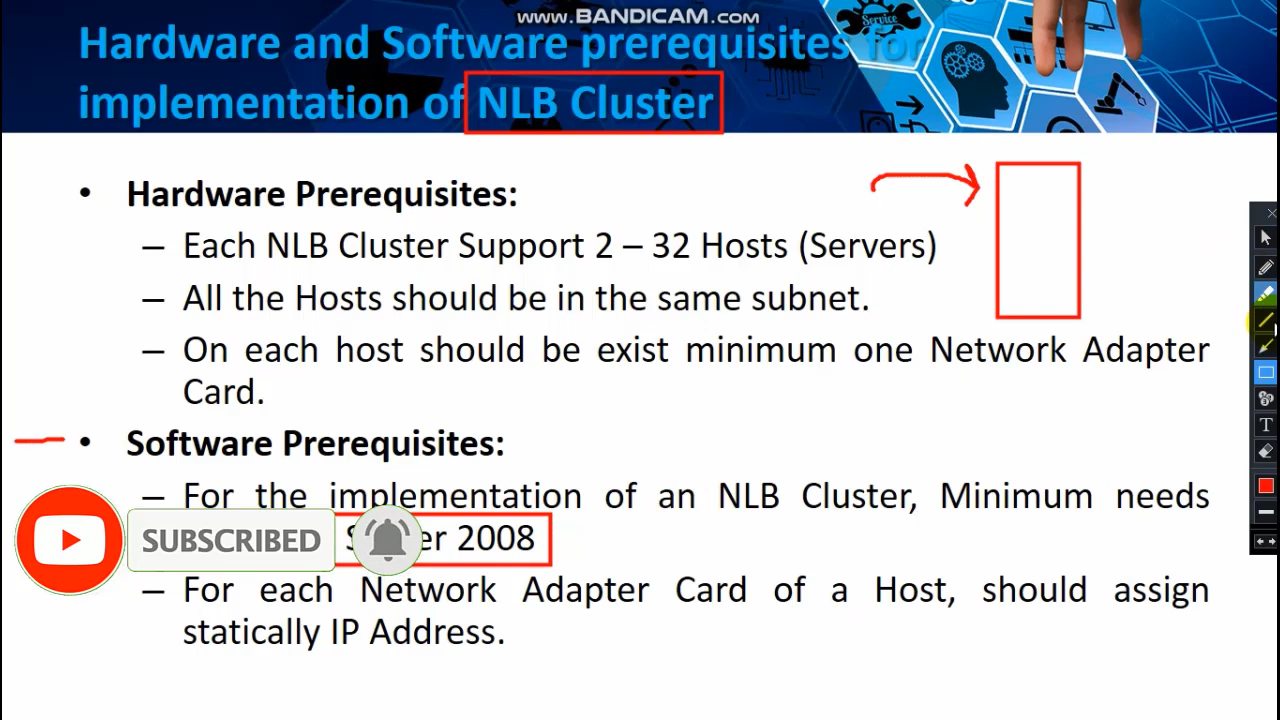 www.BANDICAM.com
Service
Hardware and Software prerequisites for
implementation of NLB Cluster
• Hardware Prerequisites:
– Each NLB Cluster Support 2 – 32 Hosts (Servers)
– All the Hosts should be in the same subnet.
– On each host should be exist minimum one Network Adapter
Card.
• Software Prerequisites:
– For the implementation of an NLB Cluster, Minimum needs
2008
SUBSCRIBED
– For each Network Adapter Card of a Host, should assign
statically IP Address.
T